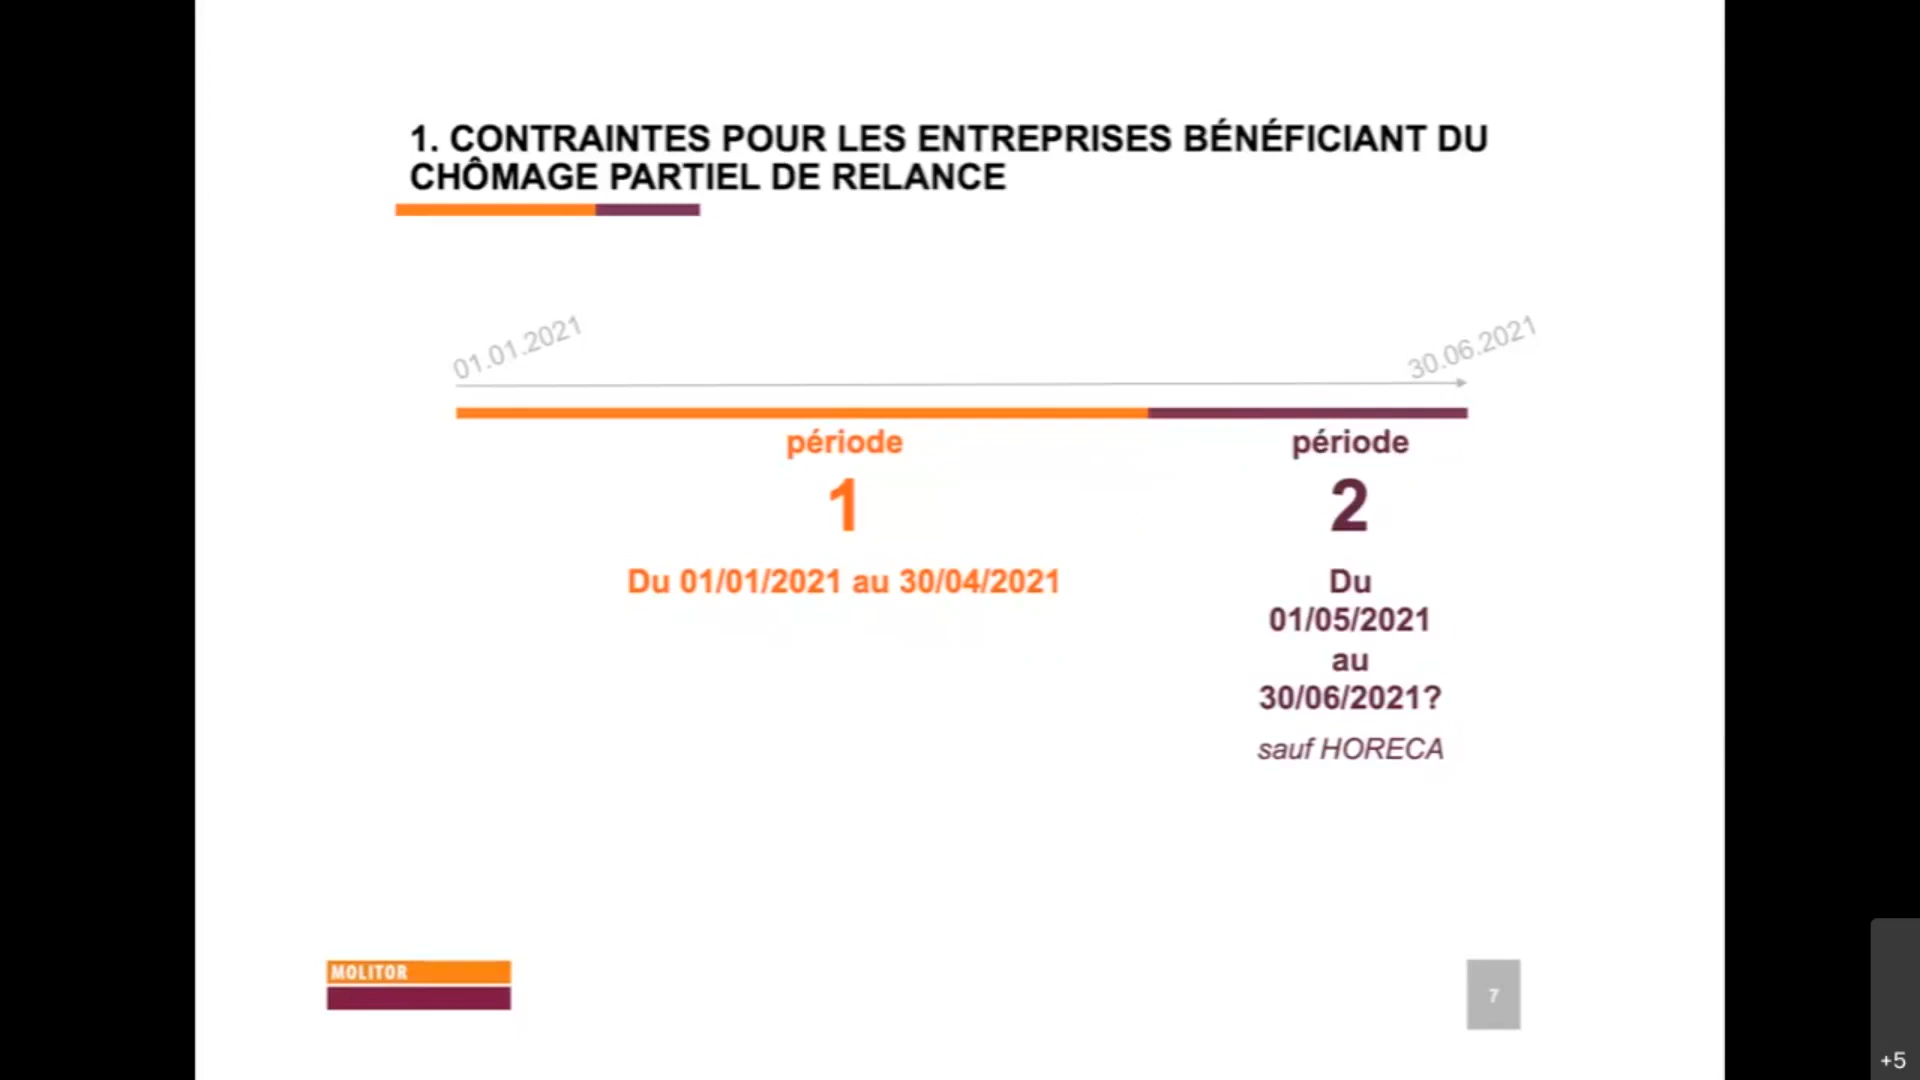 1. CONTRAINTES POUR LES ENTREPRISES BÉNÉFICIANT DU
CHÔMAGE PARTIEL DE RELANCE
01.01.2021
30.06.2021
période
1
Du 01/01/2021 au 30/04/2021
période
2
Du
01/05/2021
au
30/06/2021?
sauf HORECA
MOLITOR
7
+5